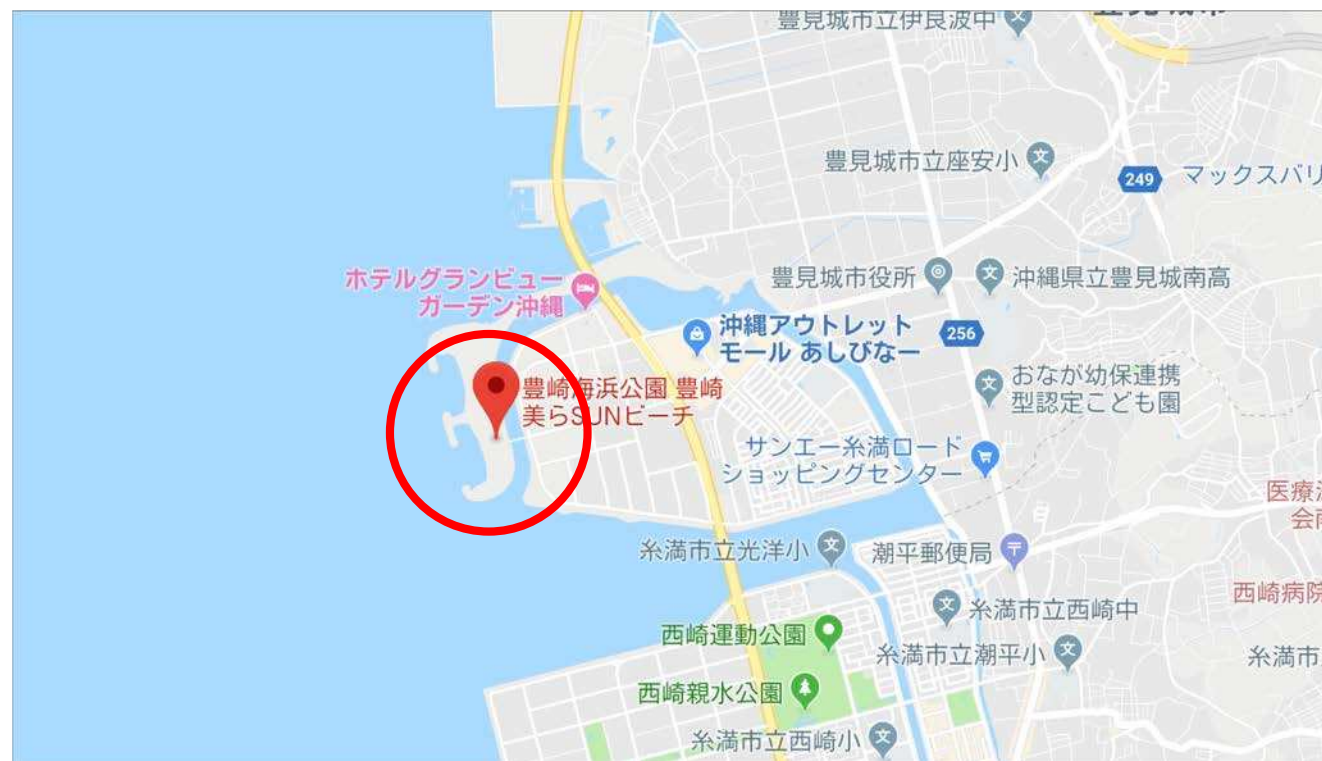 豊見城市立伊良波中
豊見城市立座安小
249
マックスバリ
ホテルグランビュー
ガーデン沖縄
豊見城市役所
沖縄県立豊見城南高
沖縄アウトレット
モール あしびなー
256
豊崎海浜公園 豊崎
美らSUNビーチ
おなが幼保連携
型認定こども園
サンエー糸満ロード
ショッピングセンター
医療法
会南
糸満市立光洋小
潮平郵便局
西崎病院
糸満市立西崎中
西崎運動公園
糸満市立潮平小
糸満市
西崎親水公園
糸満市立西崎小